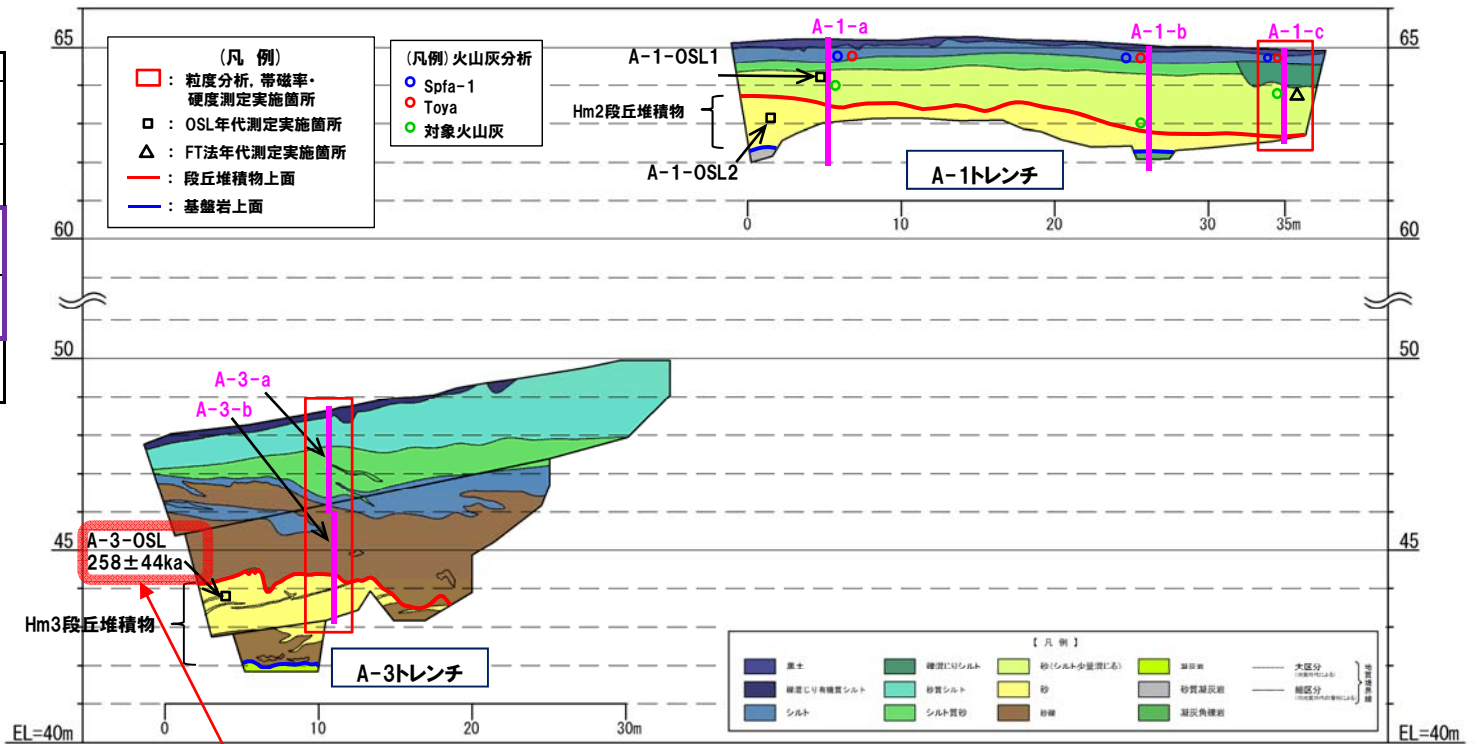 (凡 例)
: 粒度分析, 帯磁率・
硬度測定実施箇所
: OSL年代測定実施箇所
: FT法年代測定実施箇所
: 段丘堆積物上面
: 基盤岩上面
(凡例) 火山灰分析
Spfa-1
Toya
対象火山灰
65
60
50
45
EL=40m
65
60
50
45
EL=40m
A-1-a
A-1-b
A-1-c
A-1-OSL1
Hm2段丘堆積物
A-1-OSL2
A-1トレンチ
0
10
20
30
35m
A-3-a
A-3-b
A-3-OSL
258±44ka
Hm3段丘堆積物
A-3トレンチ
0
10
20
30m
【 凡 例 】
黒土
礫混じりシルト
砂(シルト少量混じる)
凝灰岩
大区分
礫混じり有機質シルト
砂質シルト
砂
砂質凝灰岩
細区分
シルト
シルト質砂
砂礫
凝灰角礫岩
地質境界線